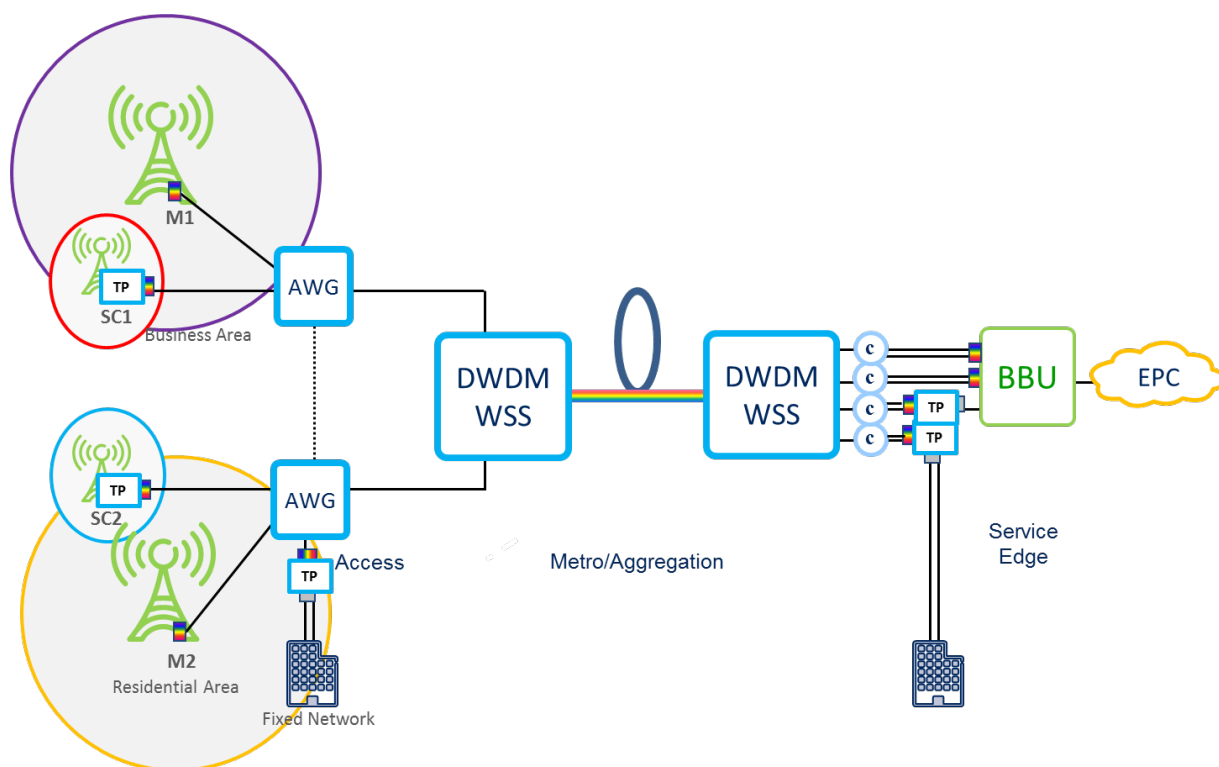 M1
TP
SC1
Business Area
AWG
DWDM
WSS
DWDM
WSS
c
c
c
c
TP
TP
BBU
EPC
TP
SC2
AWG
TP
Access
Metro/Aggregation
Service
Edge
M2
Residential Area
Fixed Network